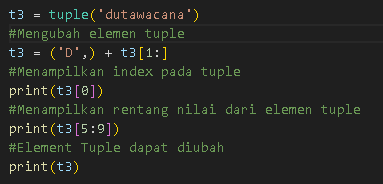 t3 = tuple("dutawacana")
#Mengubah elemen tuple
t3 = ("D",) + t3[1:]
#Menampilkan index pada tuple
print(t3[0])
#Menampilkan rentang nilai dari elemen tuple
print(t3[5:9])
#Element Tuple dapat diubah
print(t3)